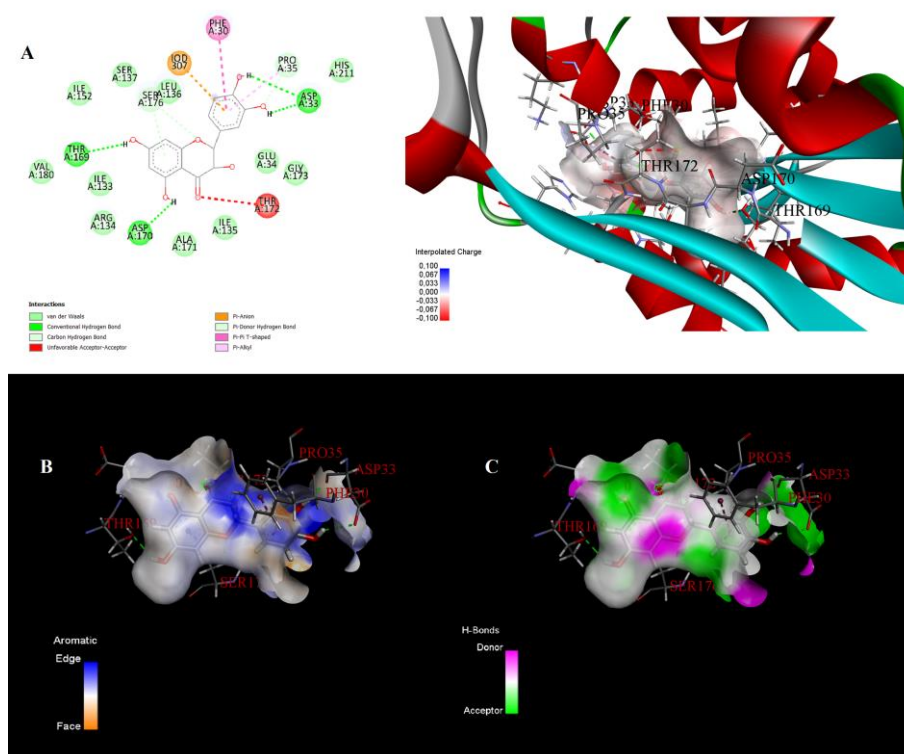 A
PHE
A:30
IOD
307
PRO
A:35
HIS
A:211
SER
A:137
ILE
A:152
SER
A:176
LEU
A:136
ASP
A:33
H
H
THR
A:169
H
O
O
O
O
O
O
H
VAL
A:180
ILE
A:133
GLU
A:34
GLY
A:173
THR
A:172
ARG
A:134
ASP
A:170
ALA
A:171
ILE
A:135
Interactions
van der Waals
Conventional Hydrogen Bond
Carbon Hydrogen Bond
Unfavorable Acceptor-Acceptor
Pi-Anion
Pi-Donor Hydrogen Bond
Pi-Pi T-shaped
Pi-Alkyl
PRO35
THR172
ASP170
THR169
Interpolated Charge
0,100
0,067
0,033
0,000
-0,033
-0,067
-0,100
B
PRO35
ASP33
PHE30
Aromatic
Edge
Face
C
PRO35
ASP33
PHE30
SER176
H-Bonds
Donor
Acceptor